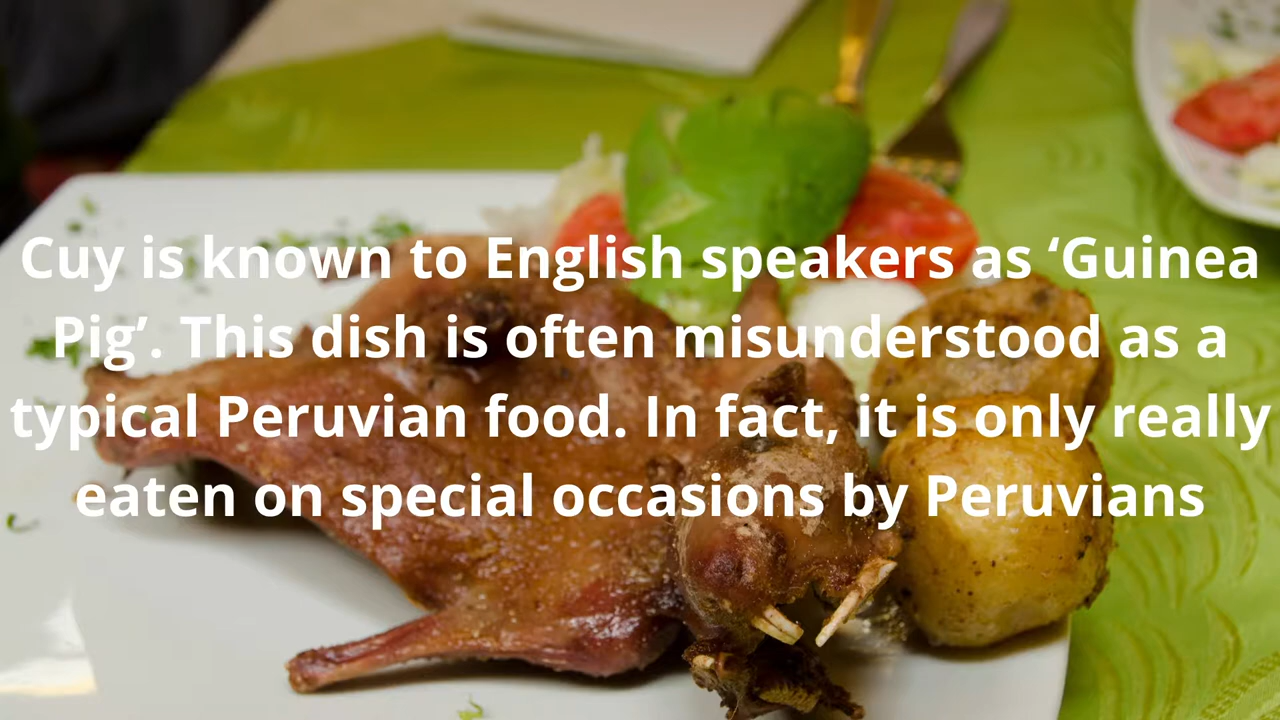 Cuy is known to English speakers as ‘Guinea
Pig’. This dish is often misunderstood as a
typical Peruvian food. In fact, it is only really
eaten on special occasions by Peruvians